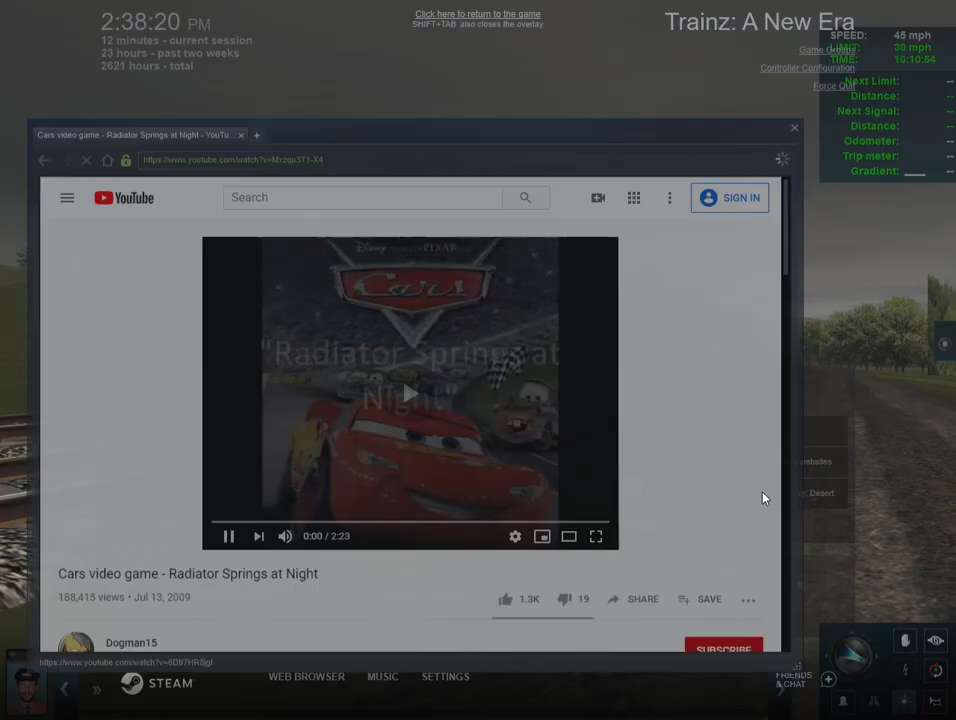 2:38:20 PM
12 minutes - current session
23 hours - past two weeks
2621 hours - total
Click here to return to the game
SHIFT+TAB also closes the overlay
Trainz: A New Era
Game Groups
Controller Configuration
Force Quit
SPEED: 45 mph
LIMIT: 30 mph
TIME: 10:10:54
Next Limit: --
Distance: --
Next Signal: --
Distance: --
Odometer: --
Trip meter: --
Gradient: --
Cars video game - Radiator Springs at Night - YouTu...
https://www.youtube.com/watch?v=Mxzqu3T1-X4
YouTube
Search
SIGN IN
Disney PIXAR
Cars
"Radiator Springs at
Night"
0:00 / 2:23
Cars video game - Radiator Springs at Night
188,415 views • Jul 13, 2009
1.3K
19
SHARE
SAVE
Dogman15
SUBSCRIBE
websites
Desert
STEAM
WEB BROWSER
MUSIC
SETTINGS
FRIENDS
& CHAT